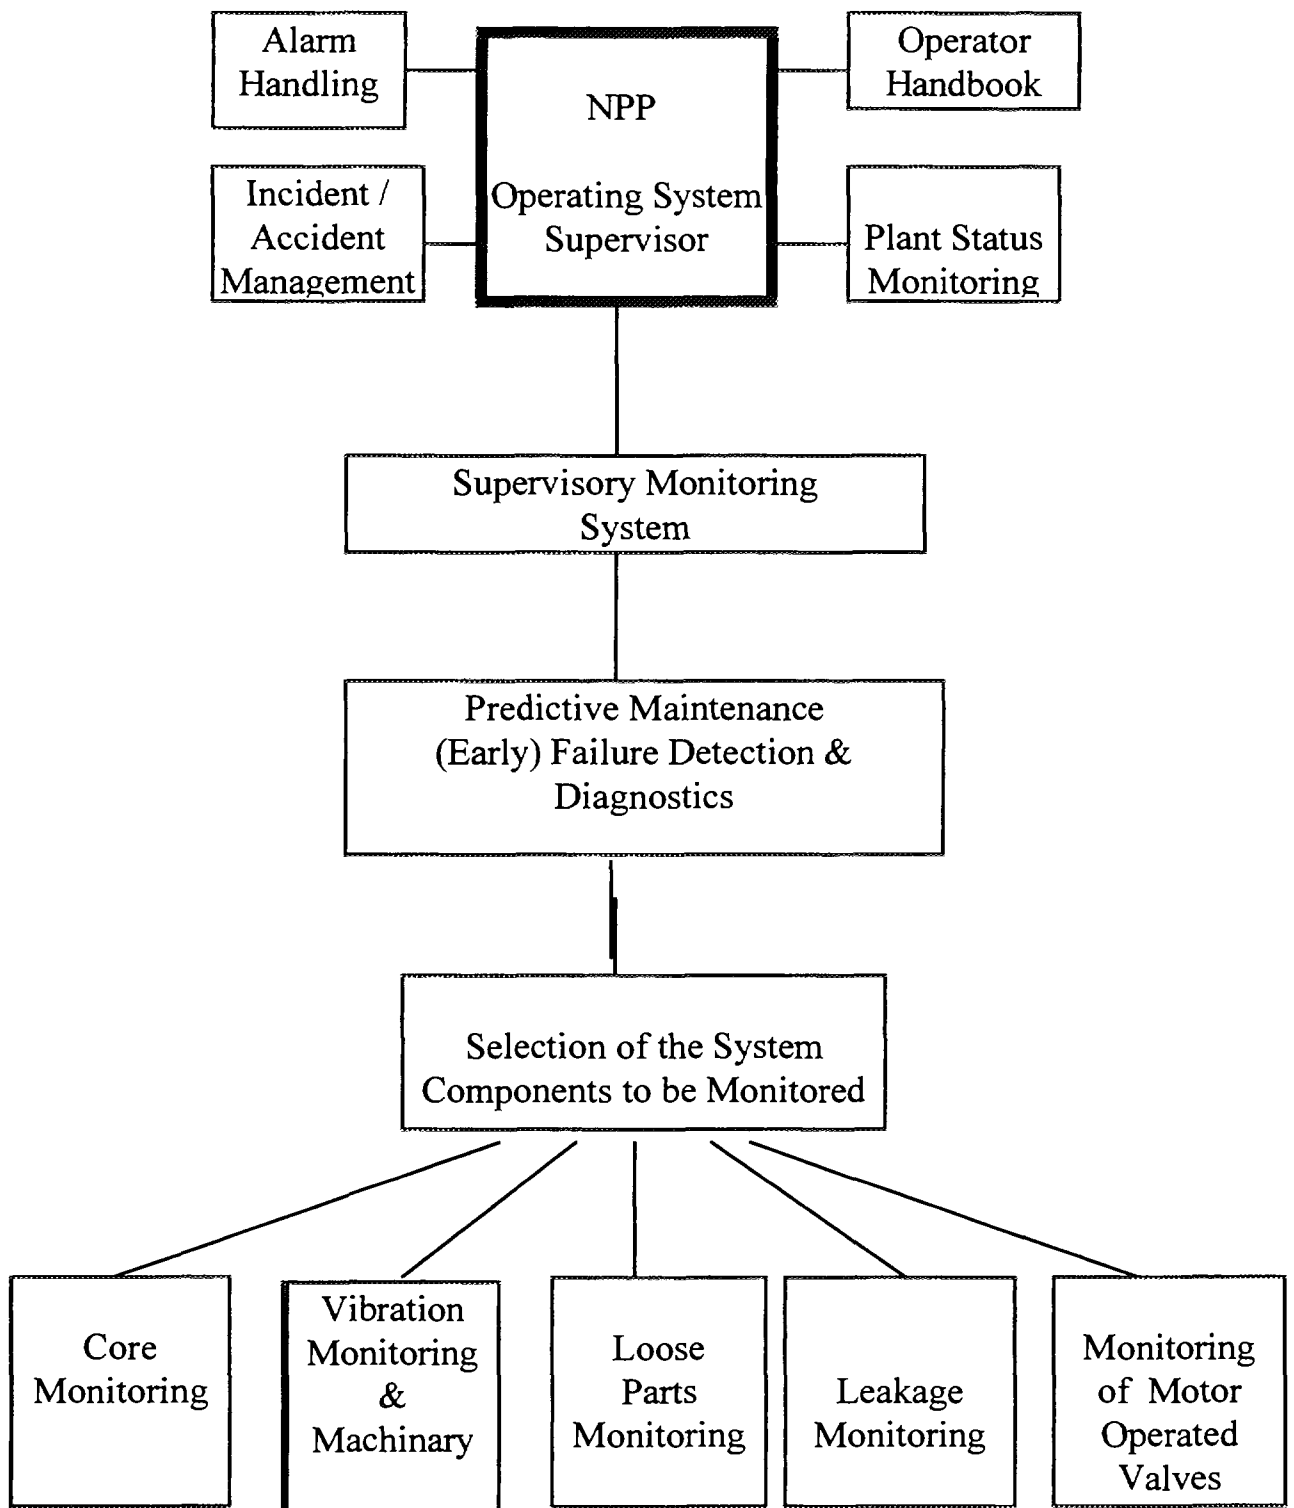 Alarm
Handling
NPP
Operating System
Supervisor
Operator
Handbook
Incident /
Accident
Management
Plant Status
Monitoring
Supervisory Monitoring
System
Predictive Maintenance
(Early) Failure Detection &
Diagnostics
Selection of the System
Components to be Monitored
Core
Monitoring
Vibration
Monitoring
&
Machinary
Loose
Parts
Monitoring
Leakage
Monitoring
Monitoring
of Motor
Operated
Valves